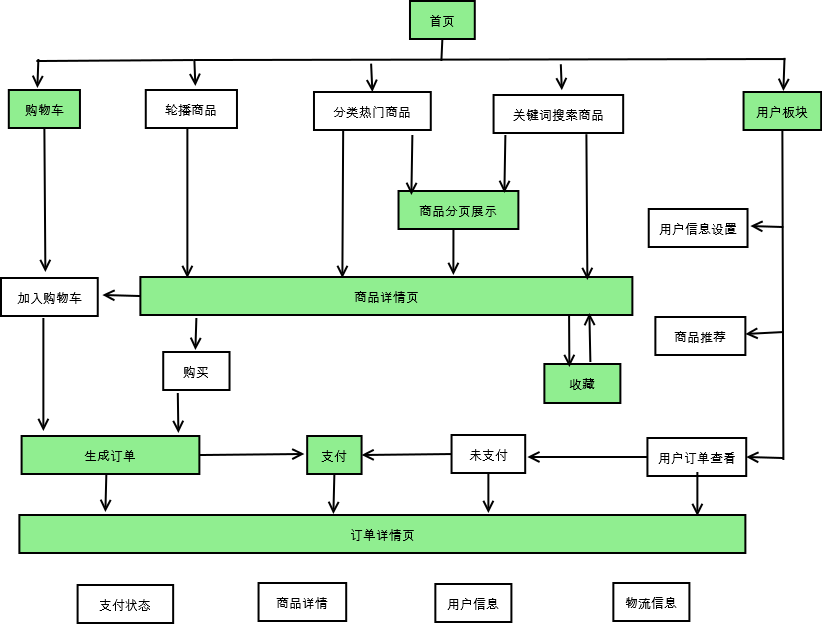 首页
购物车
轮播商品
分类热门商品
关键词搜索商品
用户板块
商品分页展示
用户信息设置
加入购物车
商品详情页
商品推荐
购买
收藏
生成订单
支付
未支付
用户订单查看
订单详情页
支付状态
商品详情
用户信息
物流信息